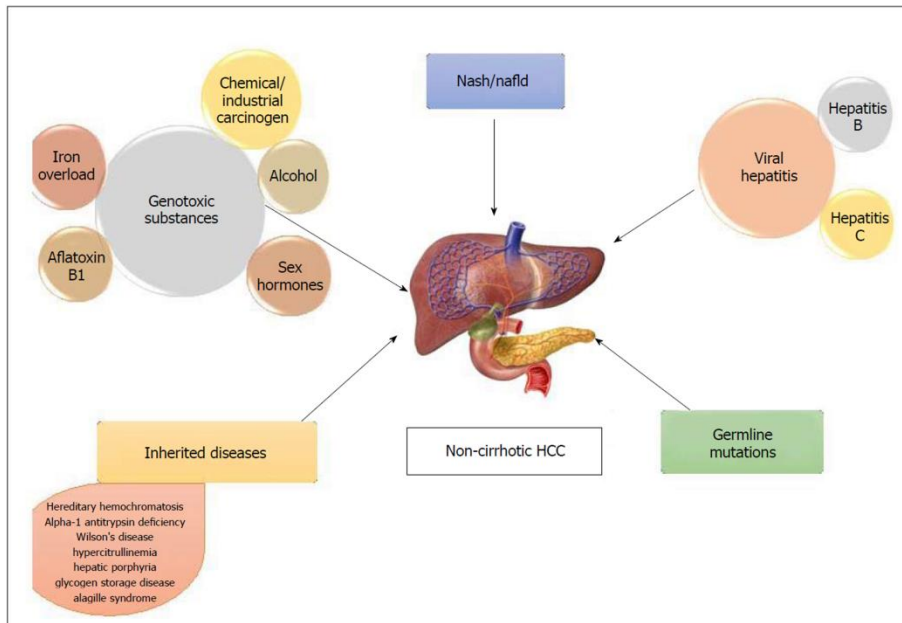 Chemical/
industrial
carcinogen
Iron
overload
Alcohol
Genotoxic
substances
Aflatoxin
B1
Sex
hormones
Nash/nafld
Hepatitis
B
Viral
hepatitis
Hepatitis
C
Inherited diseases
Hereditary hemochromatosis
Alpha-1 antitrypsin deficiency
Wilson's disease
hypercitrullinemia
hepatic porphyria
glycogen storage disease
alagille syndrome
Non-cirrhotic HCC
Germline
mutations